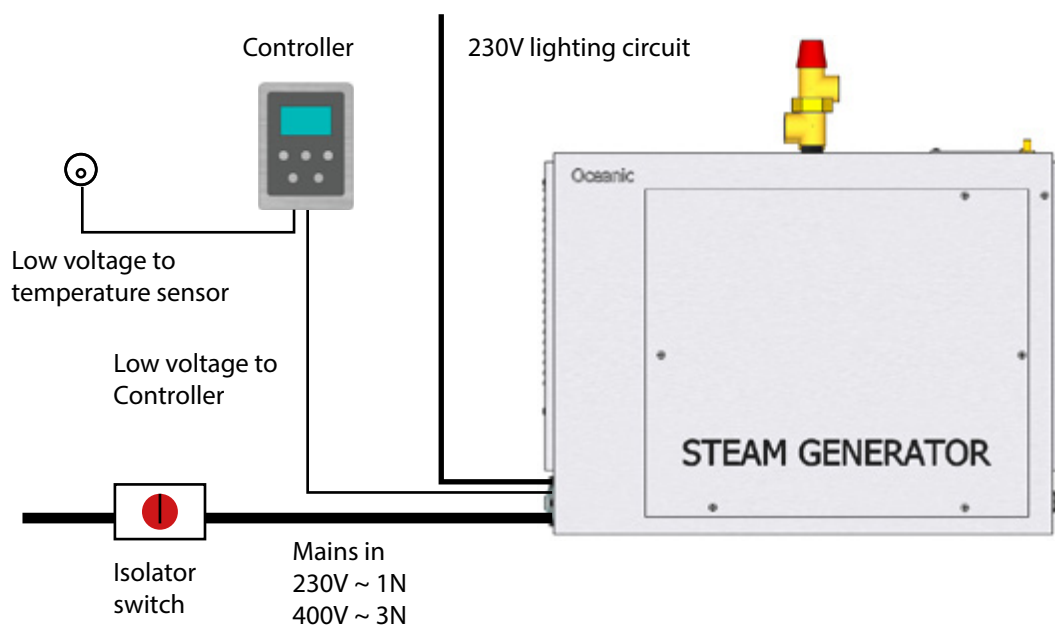 Controller
230V lighting circuit
Oceanic
Low voltage to
temperature sensor
Low voltage to
Controller
STEAM GENERATOR
Isolator
switch
Mains in
230V ~ 1N
400V ~ 3N